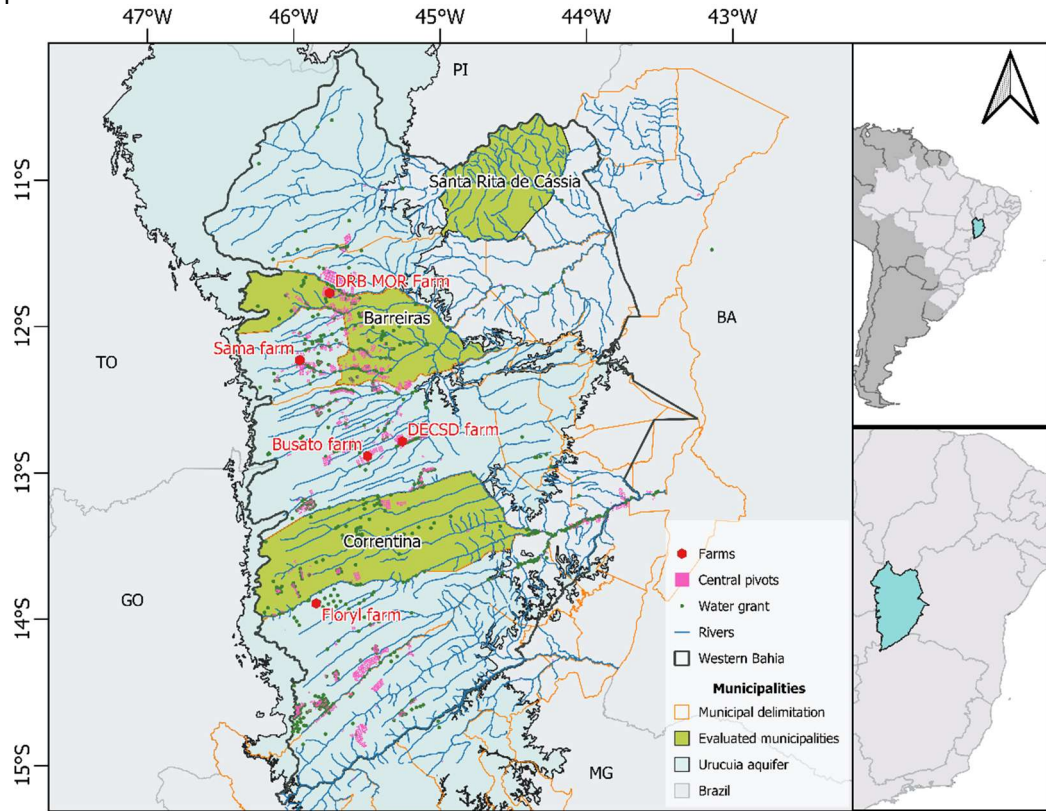 47°W
46°W
45°W
44°W
43°W
PI
11°S
Santa Rita de Cássia
DRB MOR Farm
12°S
Barreiras
BA
TO
Sama farm
DECSD farm
Busato farm
13°S
Correntina
Farms
Central pivots
GO
Floryl farm
Water grant
14°S
Rivers
Western Bahia
Municipalities
Municipal delimitation
Evaluated municipalities
Urucuia aquifer
15°S
MG
Brazil